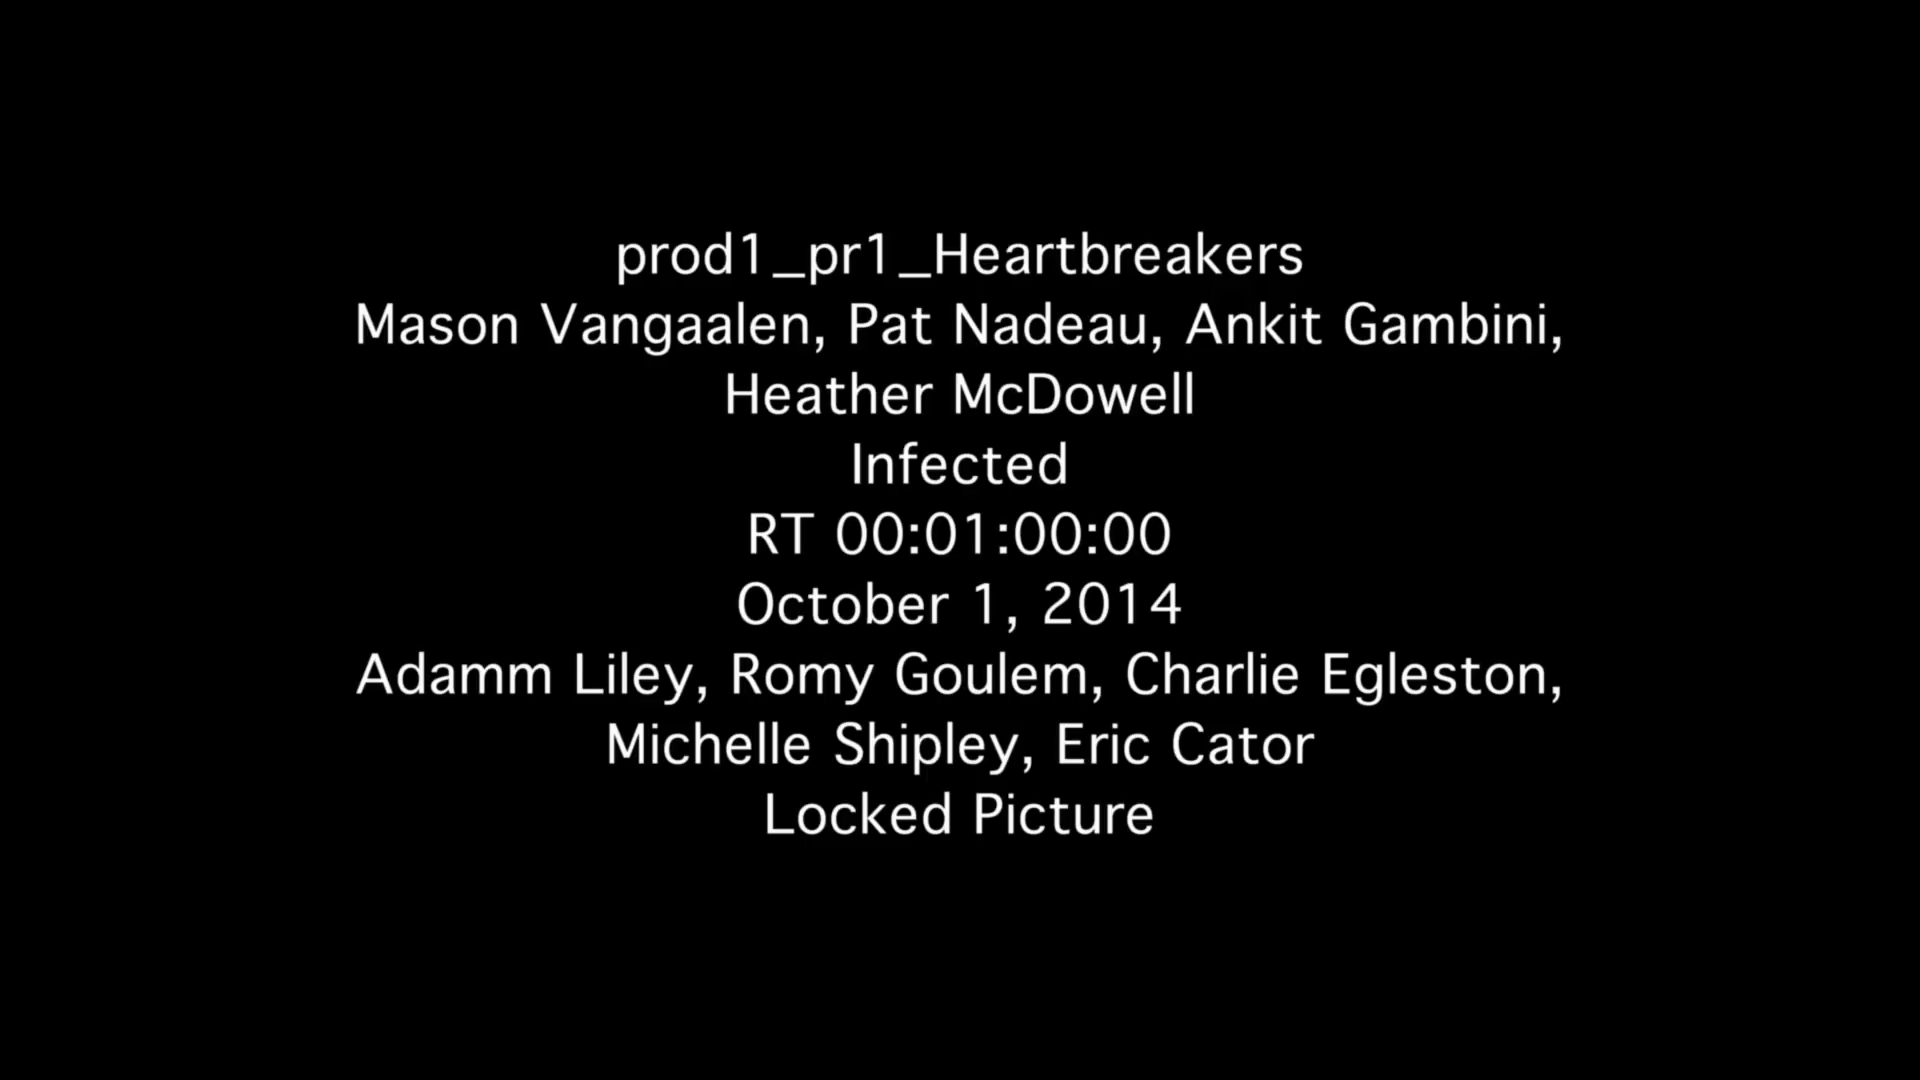 prod1_pr1_Heartbreakers
Mason Vangaalen, Pat Nadeau, Ankit Gambini,
Heather McDowell
Infected
RT 00:01:00:00
October 1, 2014
Adamm Liley, Romy Goulem, Charlie Egleston,
Michelle Shipley, Eric Cator
Locked Picture